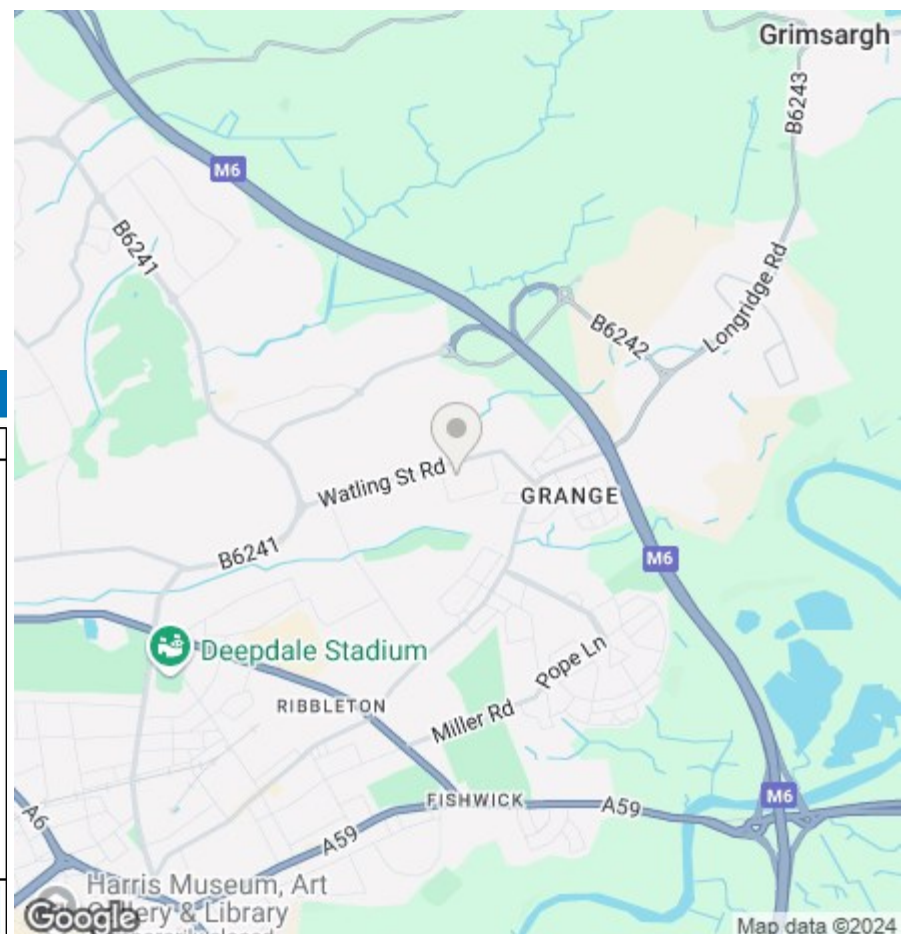 Grimsargh
B6243
M6
B6241
Longridge Rd
B6242
Watling St Rd
GRANGE
B6241
M6
Deepdale Stadium
Pope Ln
RIBBLETON
Miller Rd
FISHWICK
M6
A59
A6
A59
Harris Museum, Art
& Library
Google
Map data ©2024